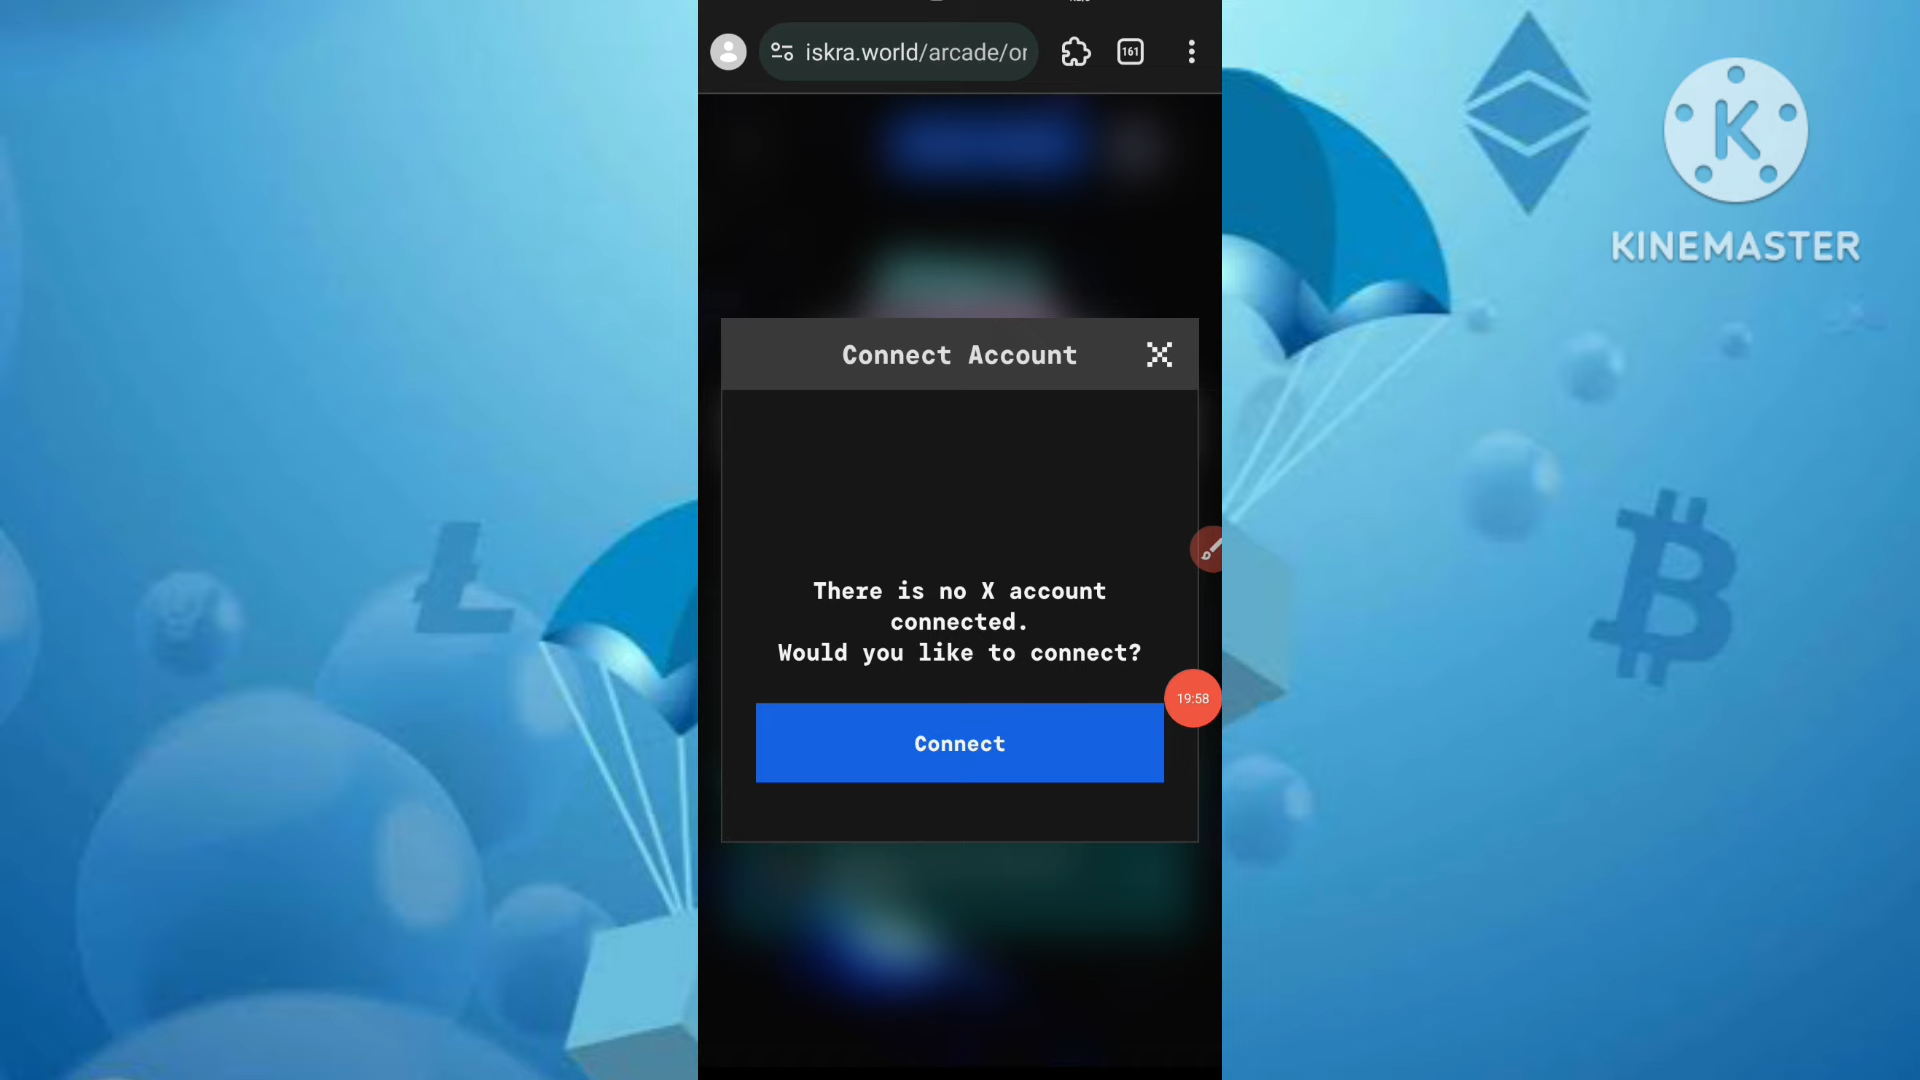 iskra.world/arcade/or
161
KINEMASTER
Connect Account
There is no X account
connected.
Would you like to connect?
19:58
Connect